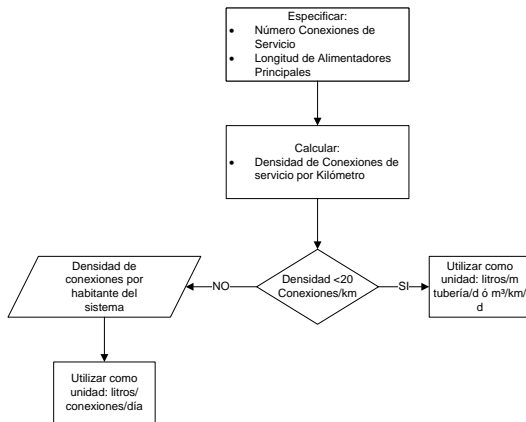 Especificar:
• Número Conexiones de
Servicio
• Longitud de Alimentadores
Principales
Calcular:
• Densidad de Conexiones de
servicio por Kilómetro
Densidad de
conexiones por
habitante del
sistema
NO
Densidad <20
Conexiones/km
SI
Utilizar como
unidad: litros/m
tubería/d ó m³/km/
d
Utilizar como
unidad: litros/
conexiones/día